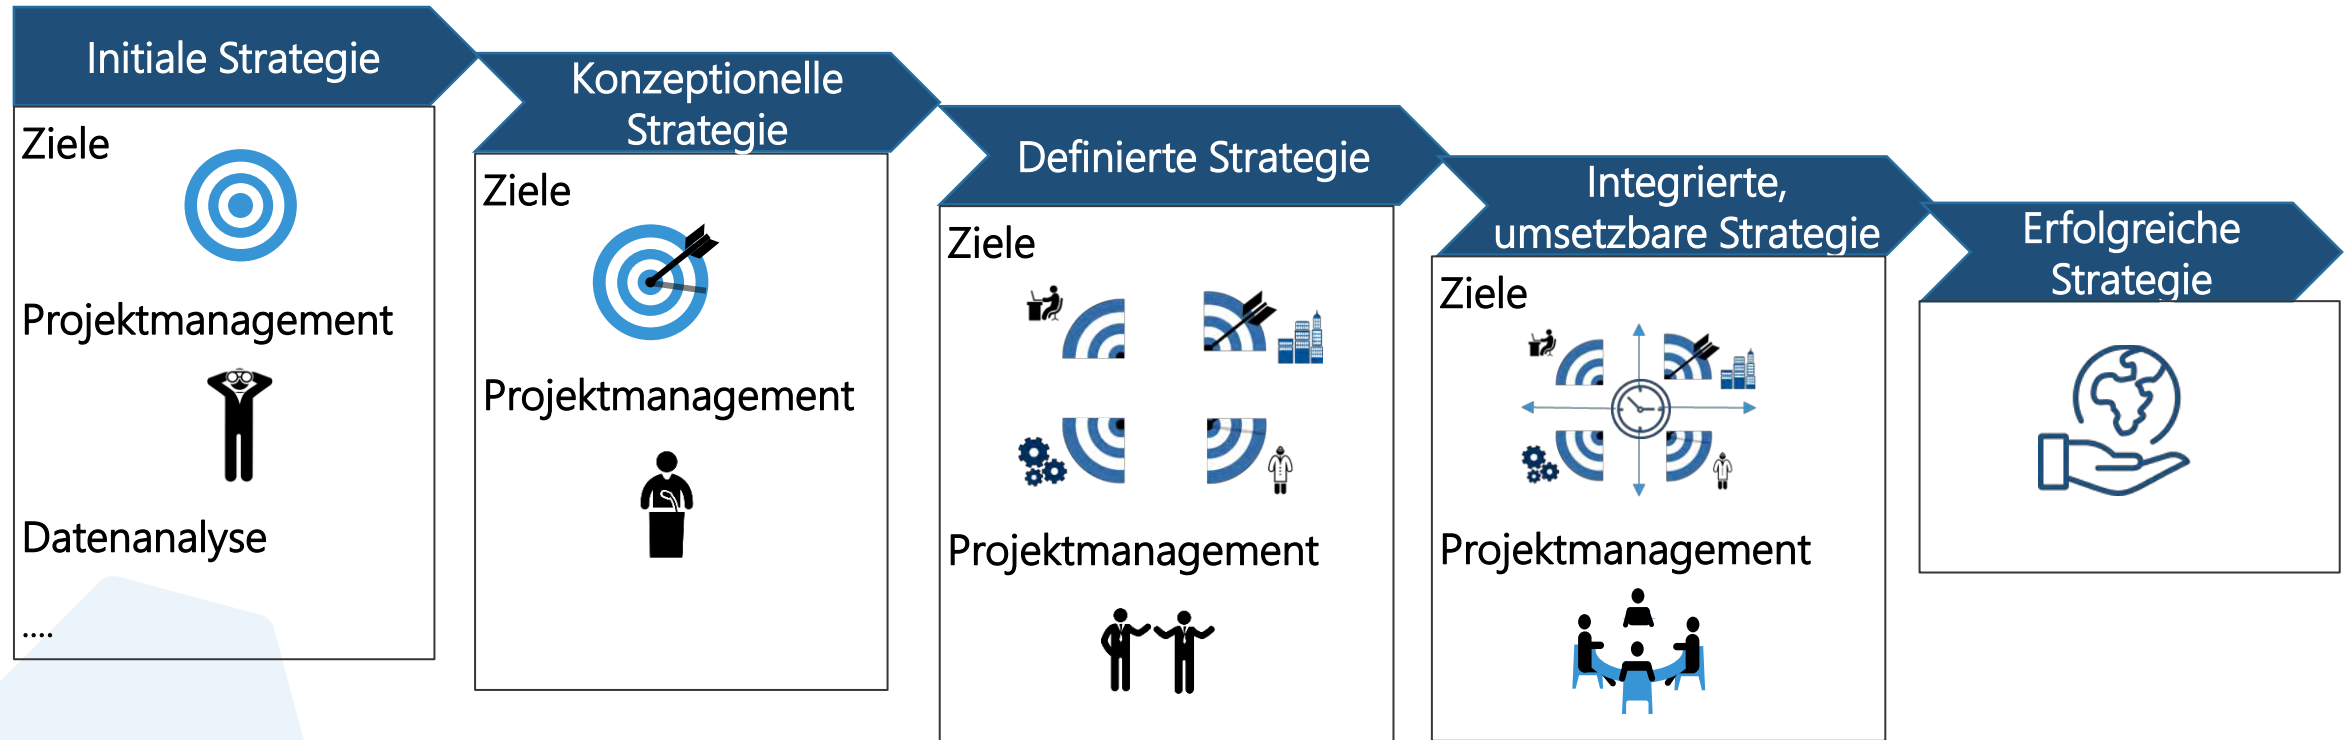 Initiale Strategie
Ziele
Projektmanagement
Datenanalyse
....
Konzeptionelle
Strategie
Ziele
Projektmanagement
Definierte Strategie
Ziele
Projektmanagement
Integrierte,
umsetzbare Strategie
Ziele
Projektmanagement
Erfolgreiche
Strategie